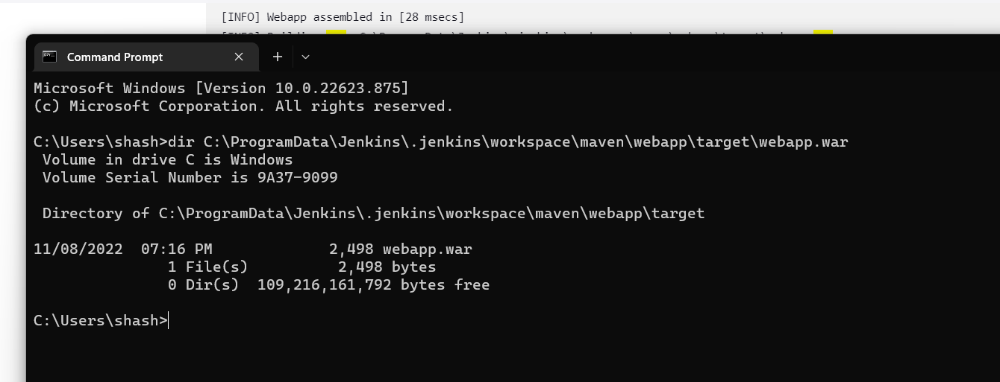 [INFO] Webapp assembled in [28 msecs]
Command Prompt
Microsoft Windows [Version 10.0.22623.875]
(c) Microsoft Corporation. All rights reserved.
C:\Users\shash>dir C:\ProgramData\Jenkins\.jenkins\workspace\maven\webapp\target\webapp.war
Volume in drive C is Windows
Volume Serial Number is 9A37-9099
Directory of C:\ProgramData\Jenkins\.jenkins\workspace\maven\webapp\target
11/08/2022  07:16 PM             2,498 webapp.war
1 File(s)          2,498 bytes
0 Dir(s)  109,216,161,792 bytes free
C:\Users\shash>